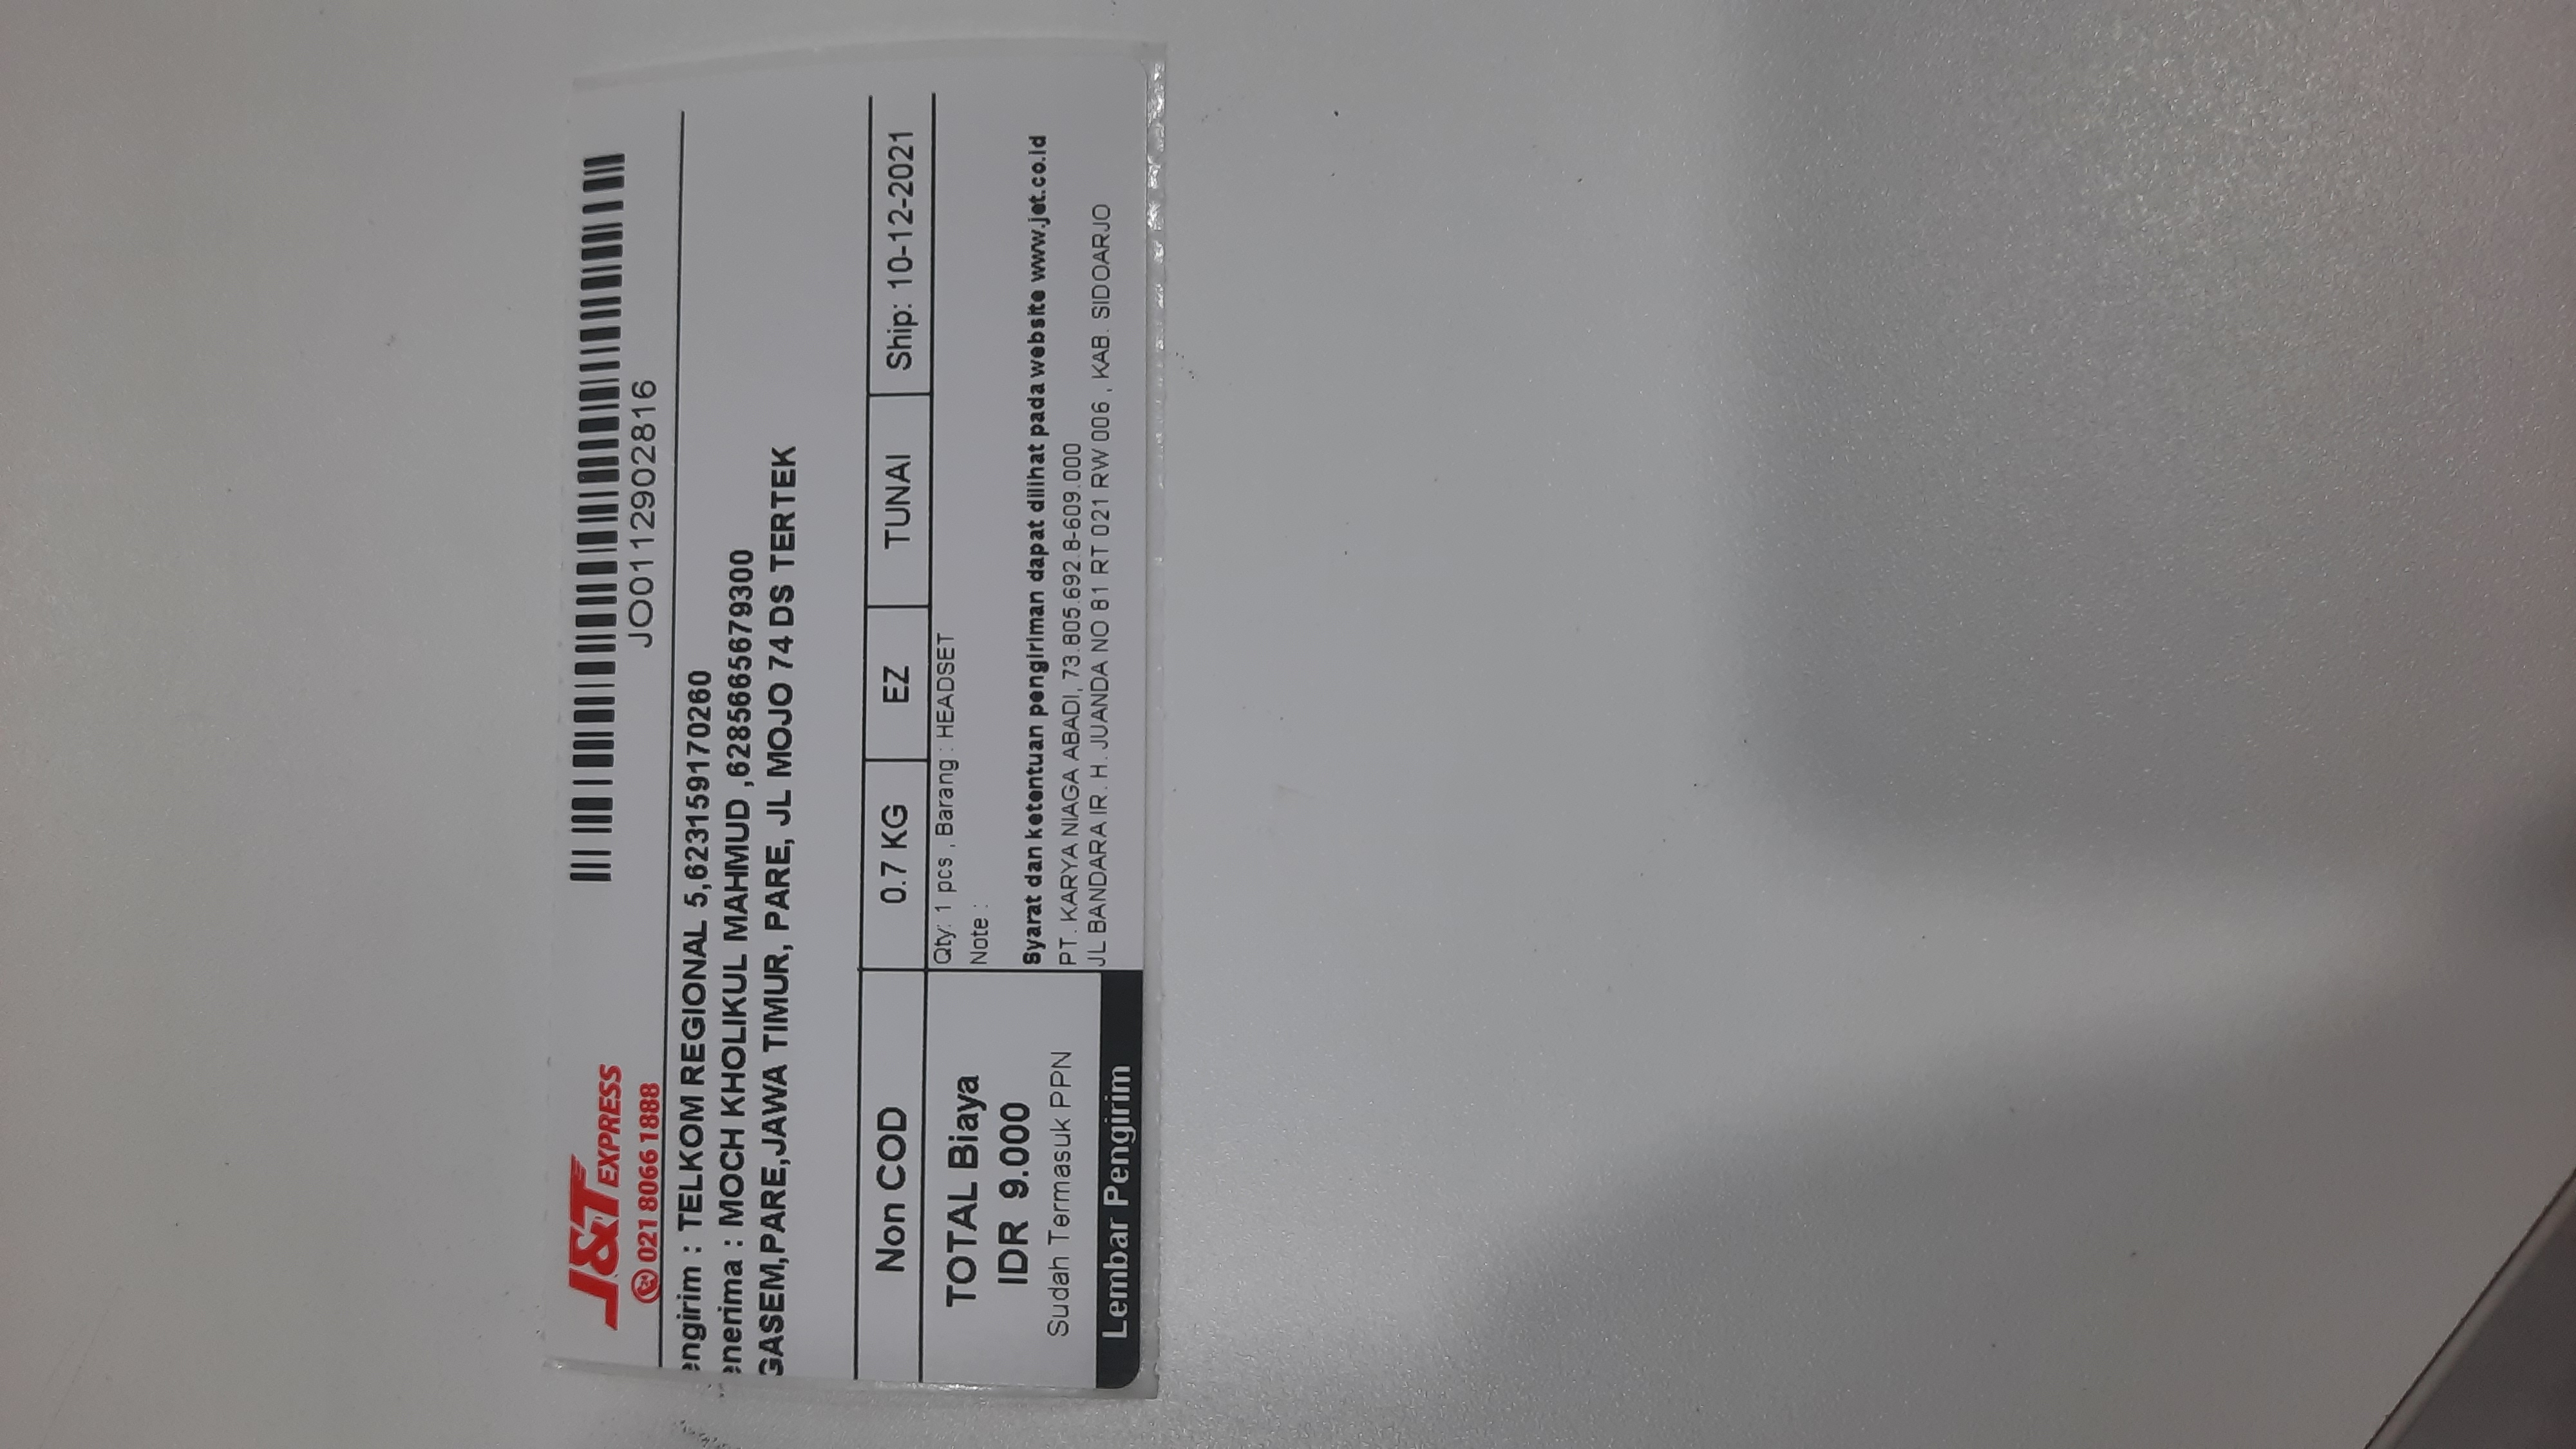 J&T EXPRESS
021 8066 1888
JO0112902816
engirim : TELKOM REGIONAL 5,623159170260
enerima : MOCH KHOLIKUL MAHMUD ,6285665679300
GASEM,PARE,JAWA TIMUR, PARE, JL MOJO 74 DS TERTEK
Non COD 0.7 KG EZ TUNAI Ship: 10-12-2021
TOTAL Biaya
IDR 9.000
Sudah Termasuk PPN
Lembar Pengirim
Qty: 1 pcs , Barang : HEADSET
Note :
Syarat dan ketentuan pengiriman dapat dilihat pada website www.jet.co.id
PT. KARYA NIAGA ABADI, 73.805.692.8-609.000
JL BANDARA IR. H. JUANDA NO 81 RT 021 RW 006 , KAB. SIDOARJO